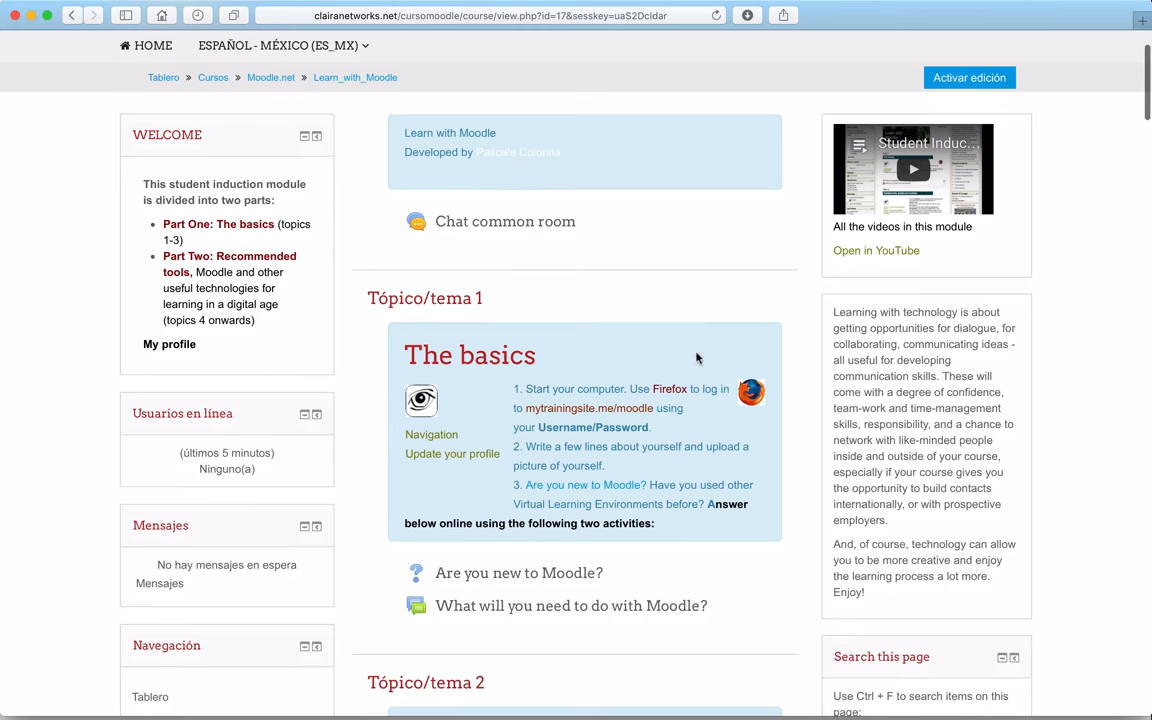 clairanetworks.net/cursomoodle/course/view.php?id=17&sesskey=uaS2Dcldar
HOME
ESPAÑOL - MÉXICO (ES_MX)
Tablero » Cursos » Moodle.net » Learn_with_Moodle
Activar edición
WELCOME
This student induction module
is divided into two parts:
• Part One: The basics (topics
1-3)
• Part Two: Recommended
tools, Moodle and other
useful technologies for
learning in a digital age
(topics 4 onwards)
My profile
Usuarios en línea
(últimos 5 minutos)
Ninguno(a)
Mensajes
No hay mensajes en espera
Mensajes
Navegación
Tablero
Learn with Moodle
Developed by Pascale Colonna
Chat common room
Tópico/tema 1
The basics
Navigation
Update your profile
1. Start your computer. Use Firefox to log in
to mytrainingsite.me/moodle using
your Username/Password.
2. Write a few lines about yourself and upload a
picture of yourself.
3. Are you new to Moodle? Have you used other
Virtual Learning Environments before? Answer
below online using the following two activities:
Are you new to Moodle?
What will you need to do with Moodle?
Tópico/tema 2
Student Induc...
All the videos in this module
Open in YouTube
Learning with technology is about
getting opportunities for dialogue, for
collaborating, communicating ideas -
all useful for developing
communication skills. These will
come with a degree of confidence,
team-work and time-management
skills, responsibility, and a chance to
network with like-minded people
inside and outside of your course,
especially if your course gives you
the opportunity to build contacts
internationally, or with prospective
employers.
And, of course, technology can allow
you to be more creative and enjoy
the learning process a lot more.
Enjoy!
Search this page
Use Ctrl + F to search items on this
page: